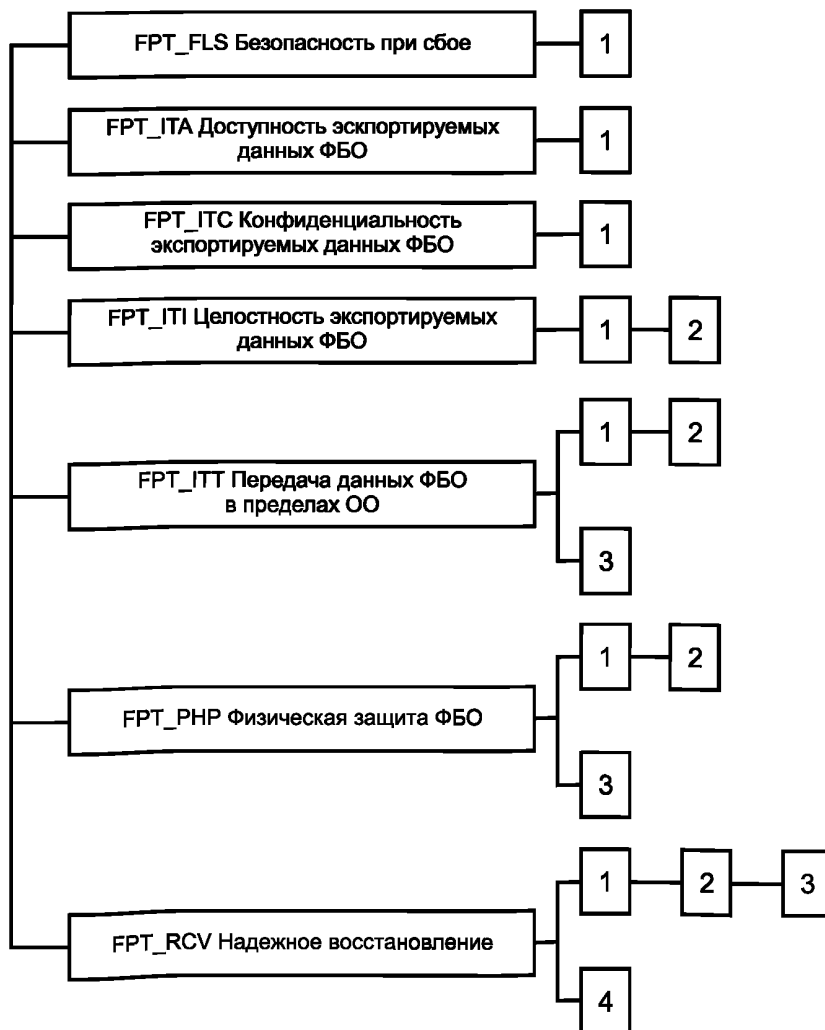 FPT_FLS Безопасность при сбое
1
FPT_ITA Доступность эскпортируемых
данных ФБО
1
FPT_ITC Конфиденциальность
экспортируемых данных ФБО
1
FPT_ITI Целостность экспортируемых
данных ФБО
1
2
FPT_ITT Передача данных ФБО
в пределах ОО
1
2
3
FPT_PHP Физическая защита ФБО
1
2
3
FPT_RCV Надежное восстановление
1
2
3
4